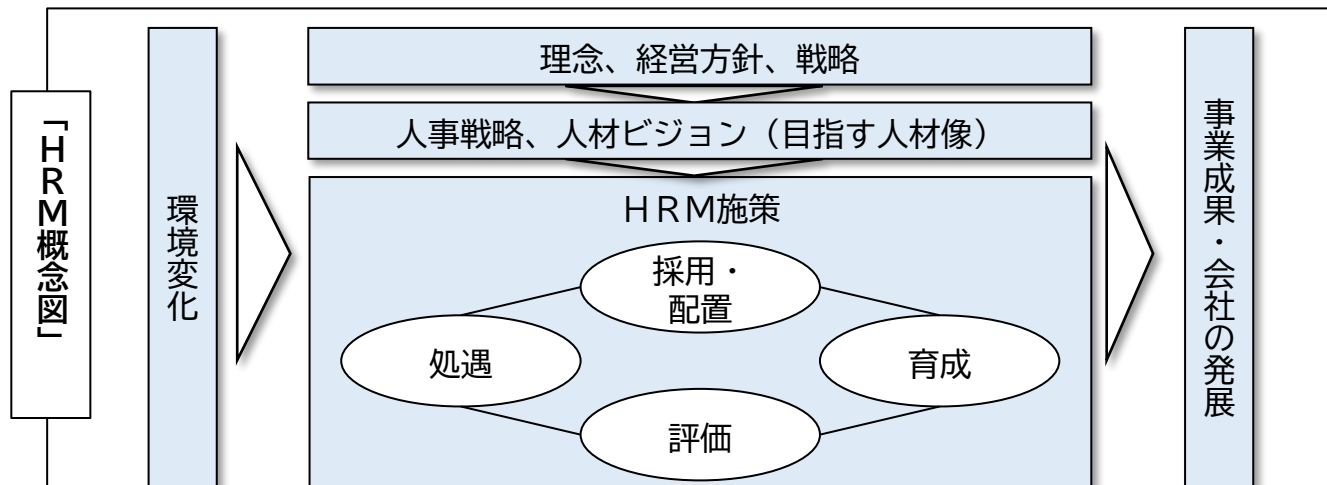 「ＨＲＭ概念図」
環境変化
理念、経営方針、戦略
人事戦略、人材ビジョン（目指す人材像）
ＨＲＭ施策
採用・
配置
処遇
育成
評価
事業成果・会社の発展